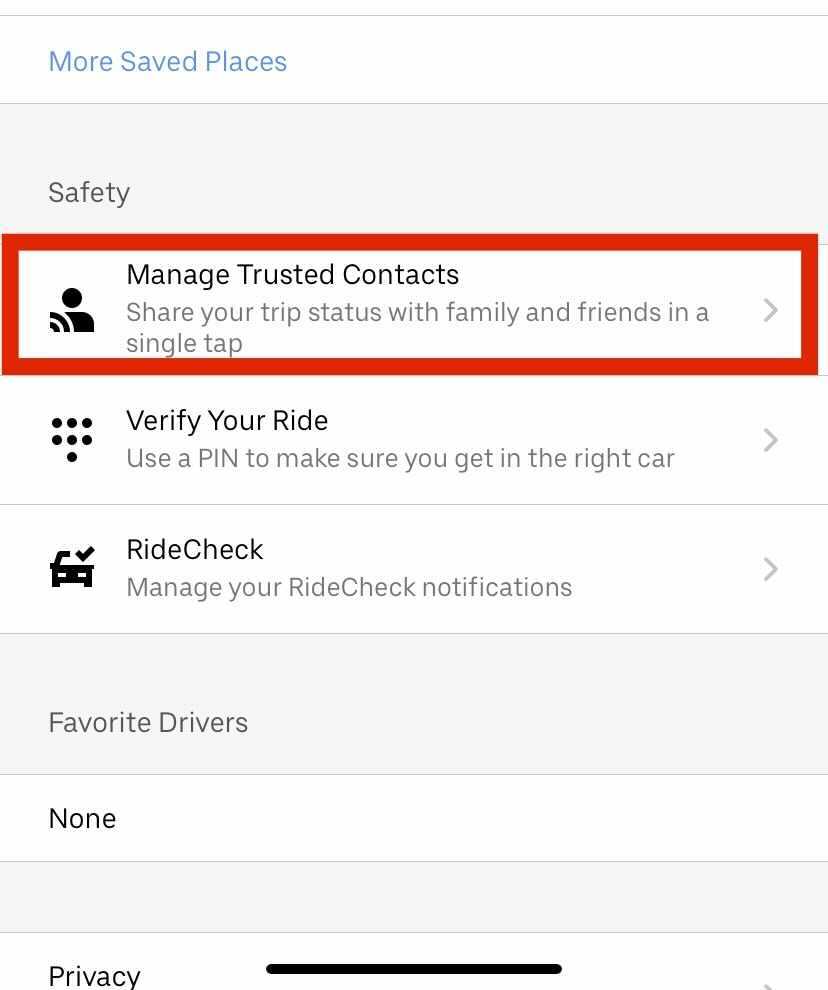 More Saved Places
Safety
Manage Trusted Contacts
Share your trip status with family and friends in a
single tap
Verify Your Ride
Use a PIN to make sure you get in the right car
RideCheck
Manage your RideCheck notifications
Favorite Drivers
None
Privacy